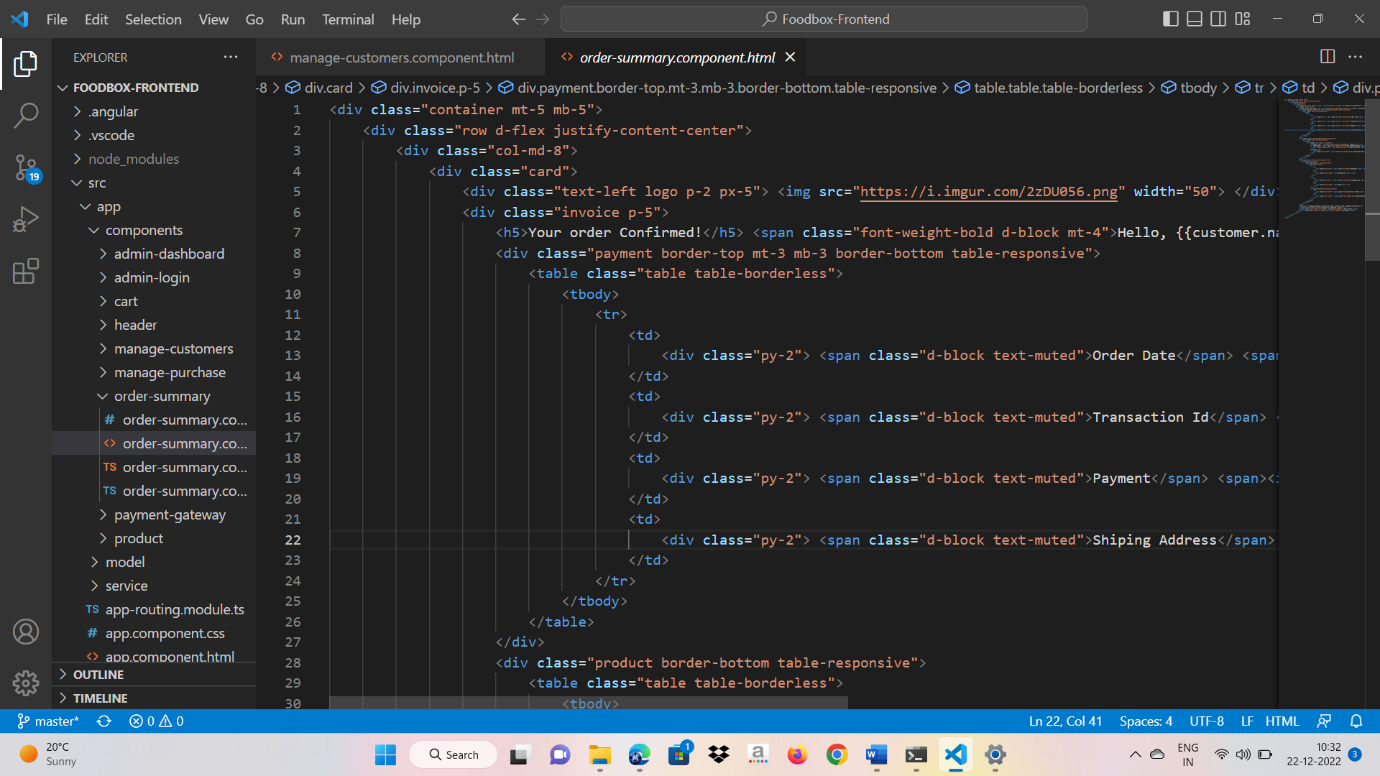 File Edit Selection View Go Run Terminal Help
Foodbox-Frontend
EXPLORER
FOODBOX-FRONTEND
.angular
.vscode
node_modules
src
app
components
admin-dashboard
admin-login
cart
header
manage-customers
manage-purchase
order-summary
order-summary.co...
order-summary.co...
order-summary.co...
order-summary.co...
payment-gateway
product
model
service
app-routing.module.ts
app.component.css
app.component.html
OUTLINE
TIMELINE
19
manage-customers.component.html
order-summary.component.html
-8 > div.card > div.invoice.p-5 > div.payment.border-top.mt-3.mb-3.border-bottom.table-responsive > table.table.table-borderless > tbody > tr > td > div.p
1 <div class="container mt-5 mb-5">
2 <div class="row d-flex justify-content-center">
3 <div class="col-md-8">
4 <div class="card">
5 <div class="text-left logo p-2 px-5"> <img src="https://i.imgur.com/2zDU056.png" width="50"> </div
6 <div class="invoice p-5">
7 <h5>Your order Confirmed!</h5> <span class="font-weight-bold d-block mt-4">Hello, {{customer.na
8 <div class="payment border-top mt-3 mb-3 border-bottom table-responsive">
9 <table class="table table-borderless">
10 <tbody>
11 <tr>
12 <td>
13 <div class="py-2"> <span class="d-block text-muted">Order Date</span> <span
14 </td>
15 <td>
16 <div class="py-2"> <span class="d-block text-muted">Transaction Id</span> <
17 </td>
18 <td>
19 <div class="py-2"> <span class="d-block text-muted">Payment</span> <span><i
20 </td>
21 <td>
22 <div class="py-2"> <span class="d-block text-muted">Shiping Address</span>
23 </td>
24 </tr>
25 </tbody>
26 </table>
27 </div>
28 <div class="product border-bottom table-responsive">
29 <table class="table table-borderless">
30 <tbody>
master* 0 0
Ln 22, Col 41 Spaces: 4 UTF-8 LF HTML
20°C
Sunny
Search
1
ENG
IN
10:32
22-12-2022
3